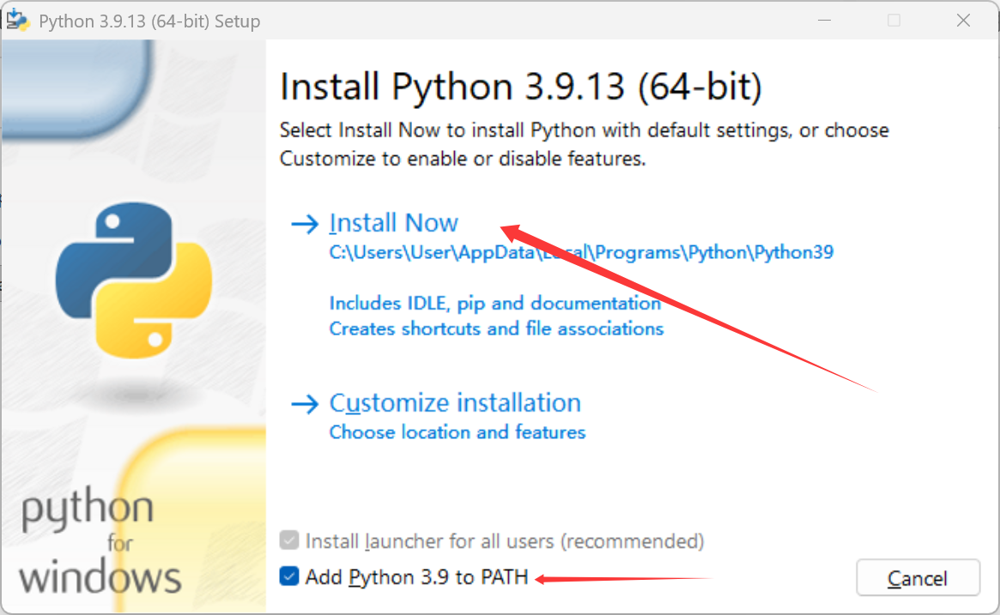 Python 3.9.13 (64-bit) Setup
Install Python 3.9.13 (64-bit)
Select Install Now to install Python with default settings, or choose
Customize to enable or disable features.
Install Now
C:\Users\User\AppData\Local\Programs\Python\Python39
Includes IDLE, pip and documentation
Creates shortcuts and file associations
Customize installation
Choose location and features
python
for
windows
Install launcher for all users (recommended)
Add Python 3.9 to PATH
Cancel